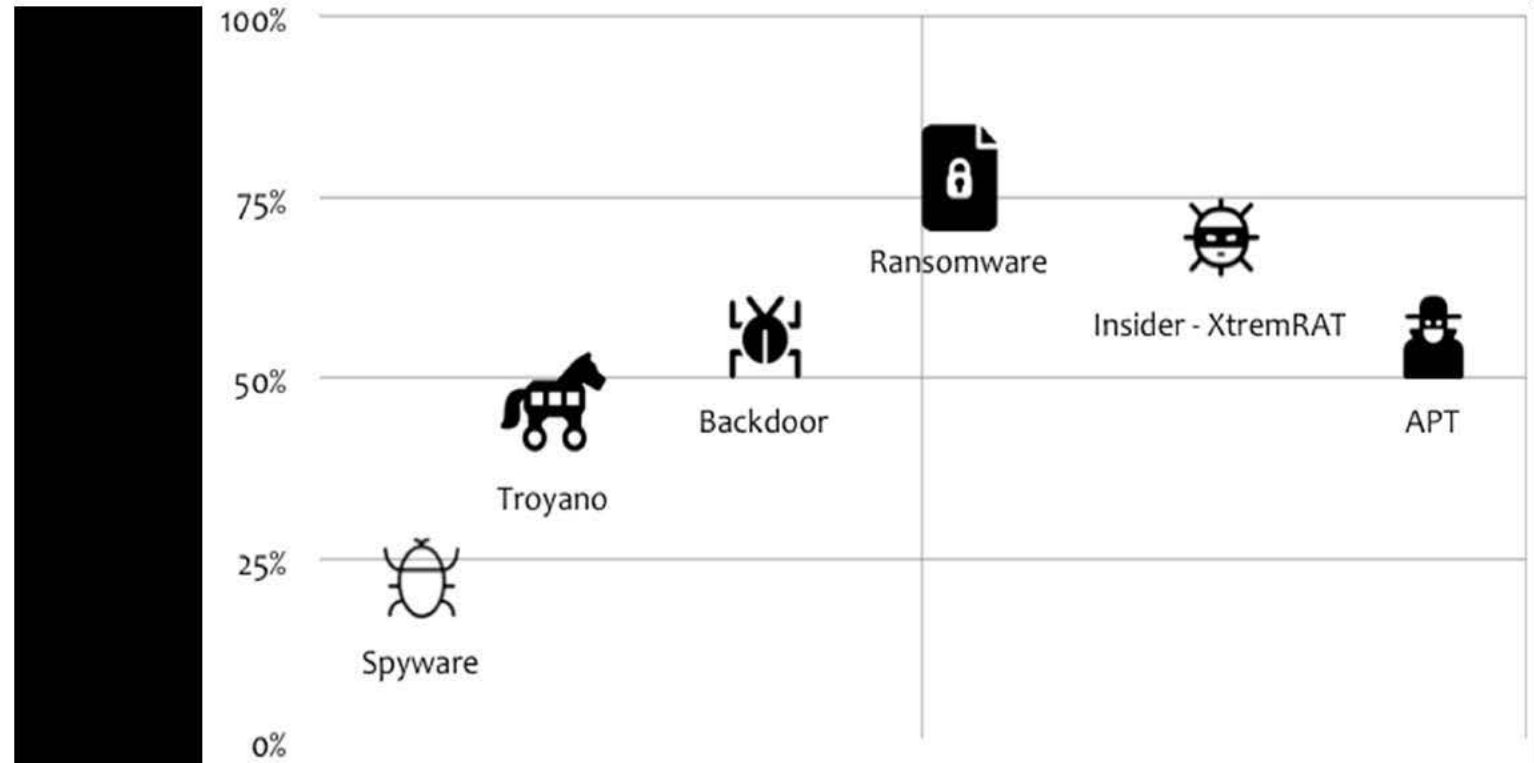 100%
75%
Ransomware
Insider - XtremRAT
50%
Backdoor
APT
Troyano
25%
Spyware
0%